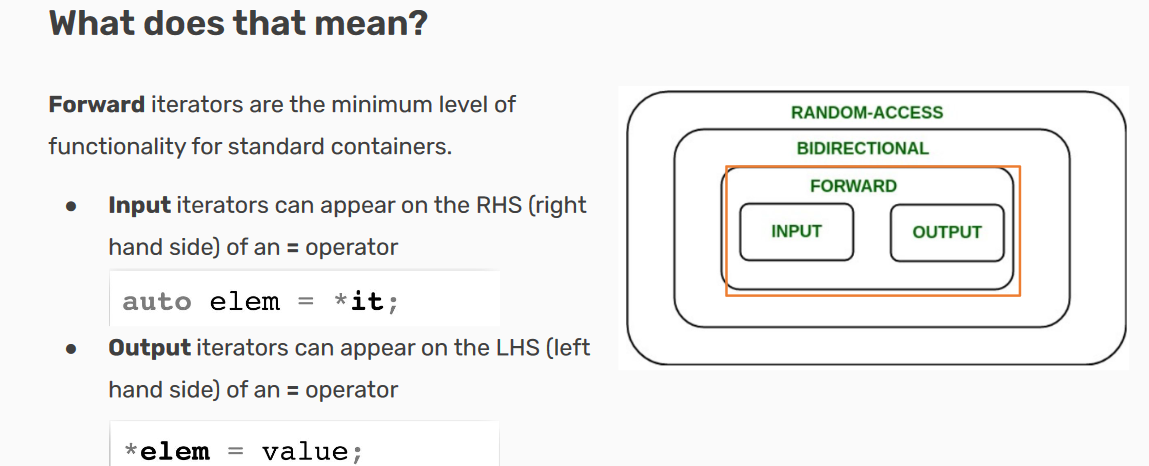 What does that mean?
Forward iterators are the minimum level of
functionality for standard containers.
● Input iterators can appear on the RHS (right
hand side) of an = operator
auto elem = *it;
● Output iterators can appear on the LHS (left
hand side) of an = operator
*elem = value;
RANDOM-ACCESS
BIDIRECTIONAL
FORWARD
INPUT OUTPUT